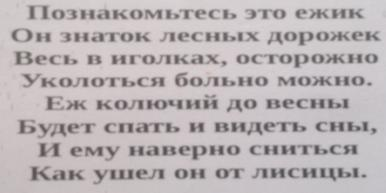 Познакомьтесь это ежик
Он знаток лесных дорожек
Весь в иголках, осторожно
Уколоться больно можно.
Еж колючий до весны
Будет спать и видеть сны,
И ему наверно сниться
Как ушел он от лисицы.